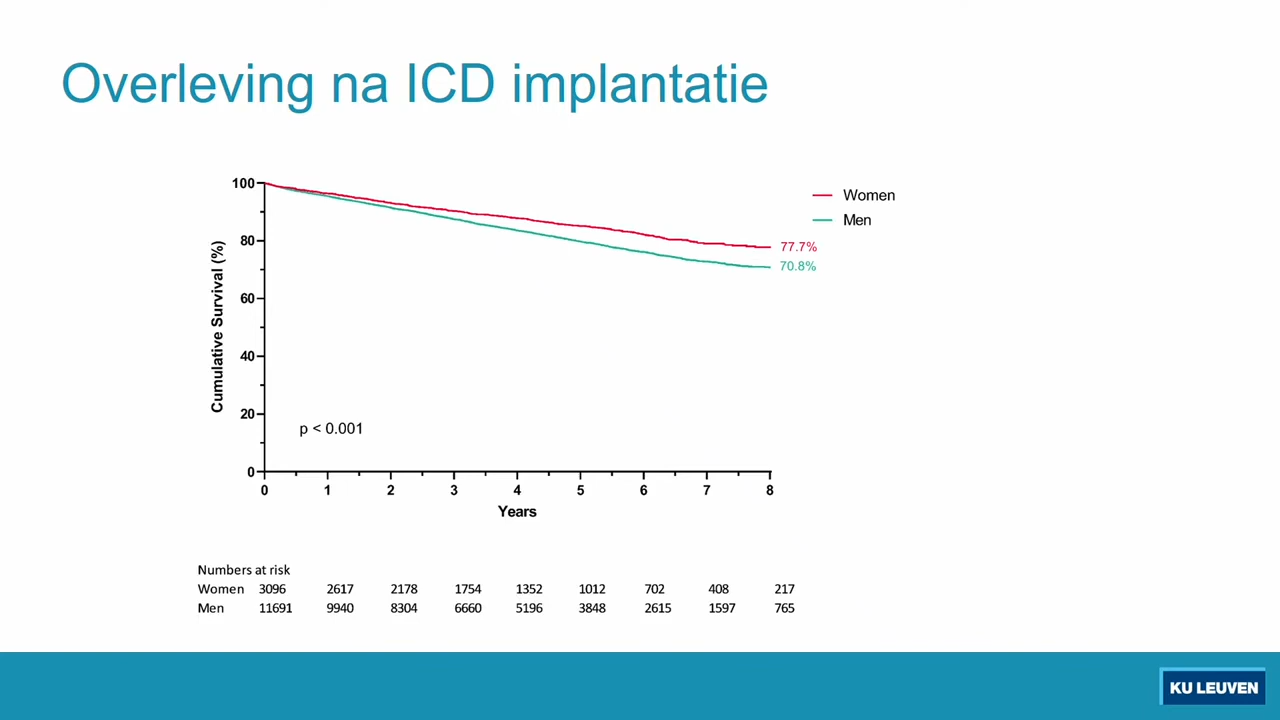 Overleving na ICD implantatie
100
80
60
40
20
0
Cumulative Survival (%)
p < 0.001
0 1 2 3 4 5 6 7 8
Years
Women
Men
77.7%
70.8%
Numbers at risk
Women 3096 2617 2178 1754 1352 1012 702 408 217
Men 11691 9940 8304 6660 5196 3848 2615 1597 765
KU LEUVEN